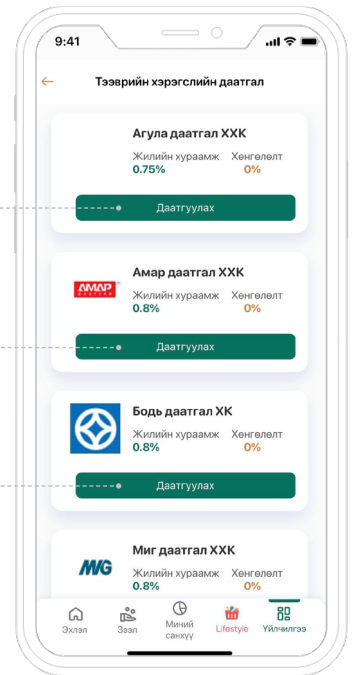 9:41
Тээврийн хэрэгслийн даатгал
Агула даатгал ХХК
Жилийн хураамж Хөнгөлөлт
0.75% 0%
Даатгуулах
АМАР
ДААТГАЛ
Амар даатгал ХХК
Жилийн хураамж Хөнгөлөлт
0.8% 0%
Даатгуулах
Бодь даатгал ХК
Жилийн хураамж Хөнгөлөлт
0.8% 0%
Даатгуулах
MIG
Миг даатгал ХХК
Жилийн хураамж Хөнгөлөлт
0.8% 0%
Эхлэл Зээл Миний санхүү Lifestyle Үйлчилгээ